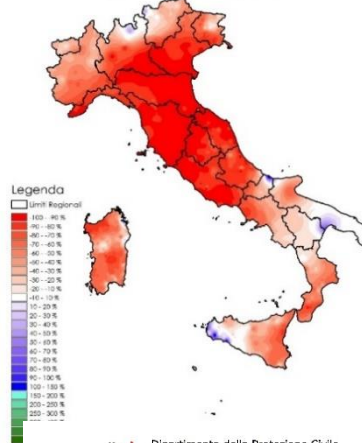 Legenda
Limiti Regionali
-100 - -90 %
-90 - -80 %
-80 - -70 %
-70 - -60 %
-60 - -50 %
-50 - -40 %
-40 - -30 %
-30 - -20 %
-20 - -10 %
-10 - 10 %
10 - 20 %
20 - 30 %
30 - 40 %
40 - 50 %
50 - 60 %
60 - 70 %
70 - 80 %
80 - 90 %
90 - 100 %
100 - 150 %
150 - 200 %
200 - 250 %
250 - 300 %
Dipartimento della Protezione Civile